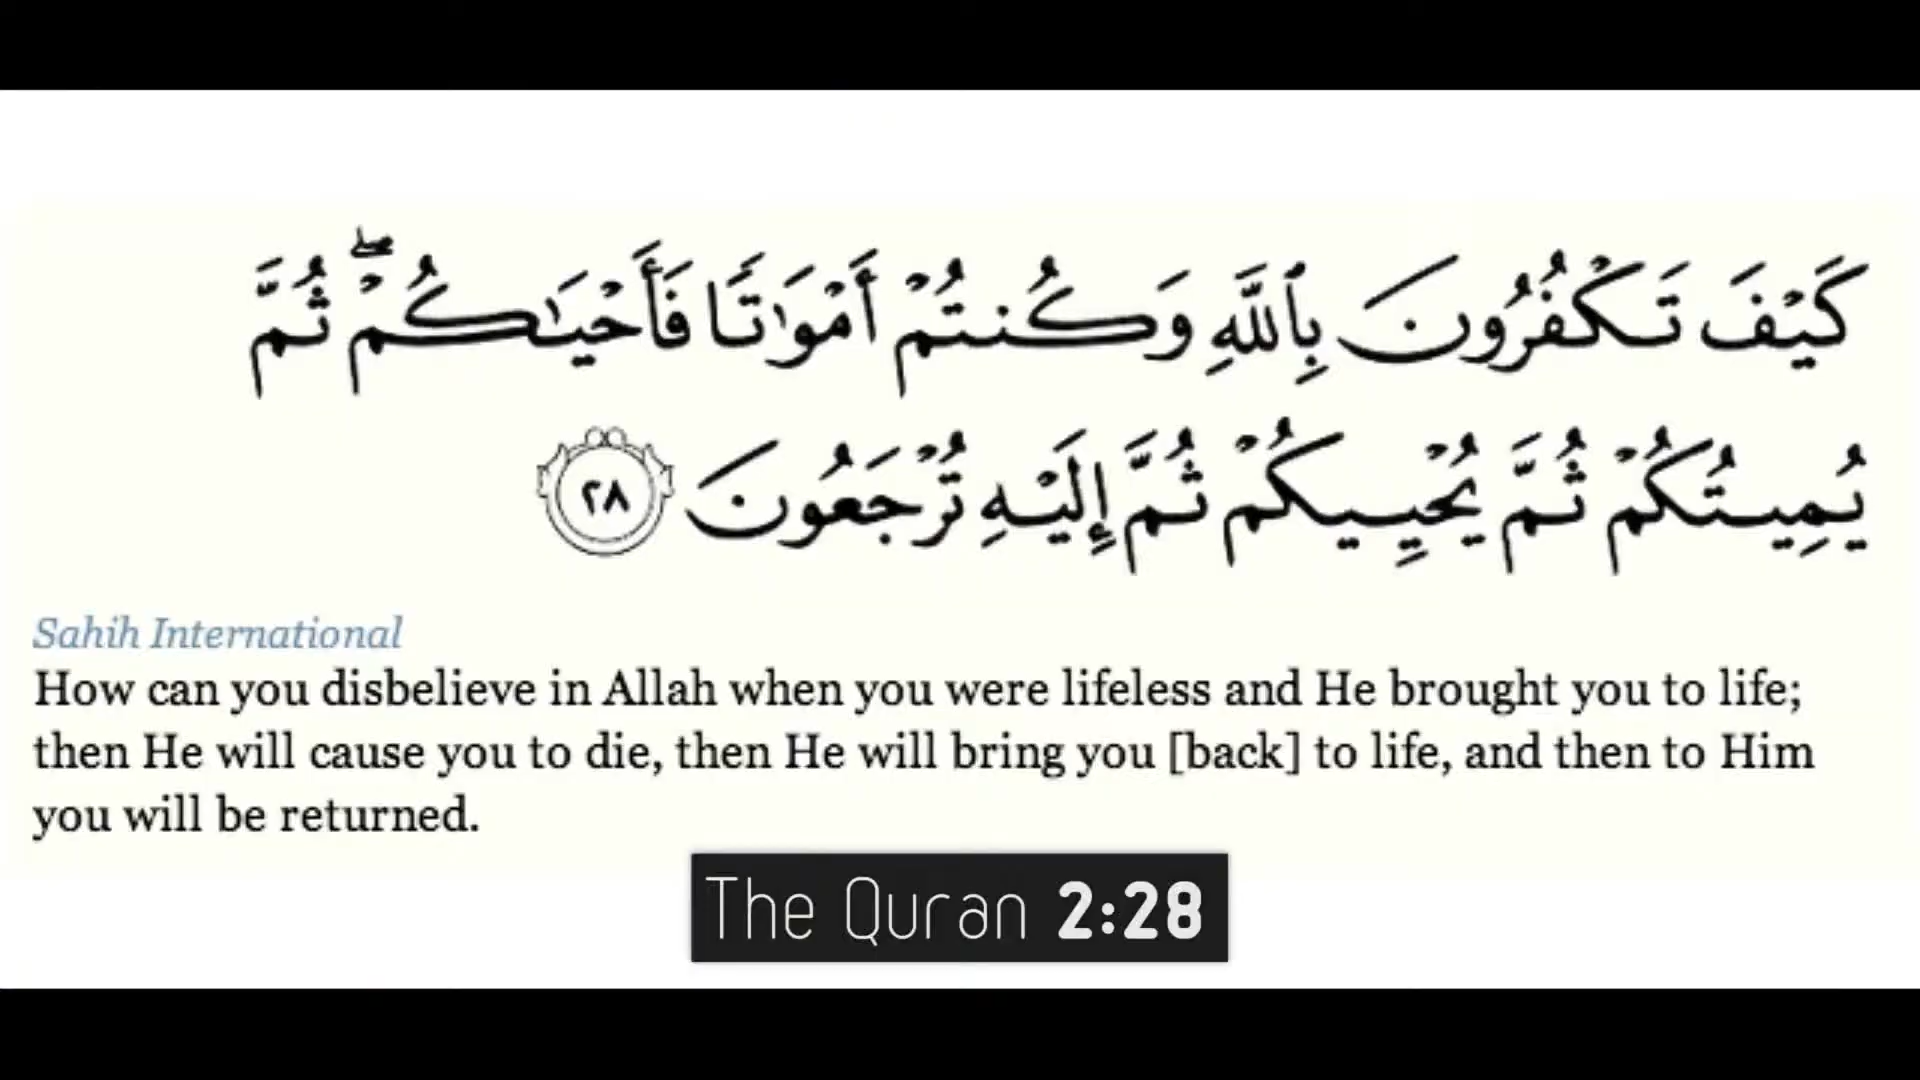 كَيْفَ تَكْفُرُونَ بِٱللَّهِ وَكُنتُمْ أَمْوَٰتًا فَأَحْيَـٰكُمْ ۖ ثُمَّ
يُمِيتُكُمْ ثُمَّ يُحْيِيكُمْ ثُمَّ إِلَيْهِ تُرْجَعُونَ ٢٨
Sahih International
How can you disbelieve in Allah when you were lifeless and He brought you to life;
then He will cause you to die, then He will bring you [back] to life, and then to Him
you will be returned.
The Quran 2:28